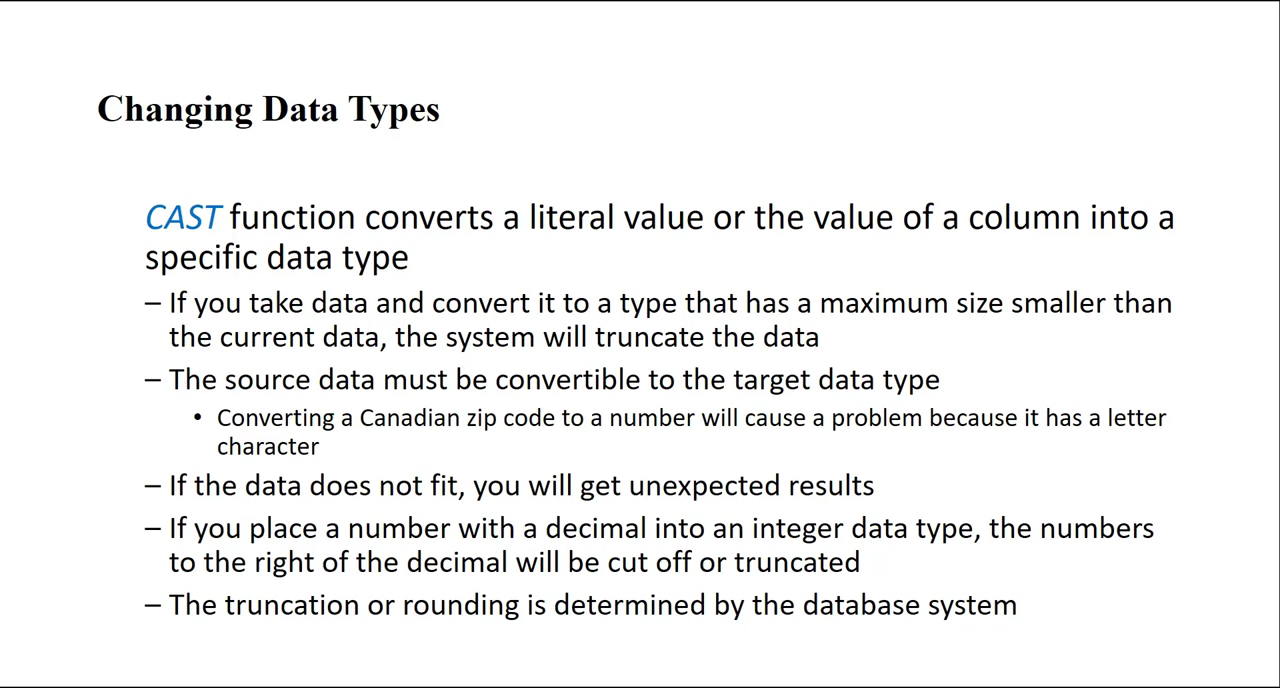 Changing Data Types
CAST function converts a literal value or the value of a column into a
specific data type
– If you take data and convert it to a type that has a maximum size smaller than
the current data, the system will truncate the data
– The source data must be convertible to the target data type
• Converting a Canadian zip code to a number will cause a problem because it has a letter
character
– If the data does not fit, you will get unexpected results
– If you place a number with a decimal into an integer data type, the numbers
to the right of the decimal will be cut off or truncated
– The truncation or rounding is determined by the database system